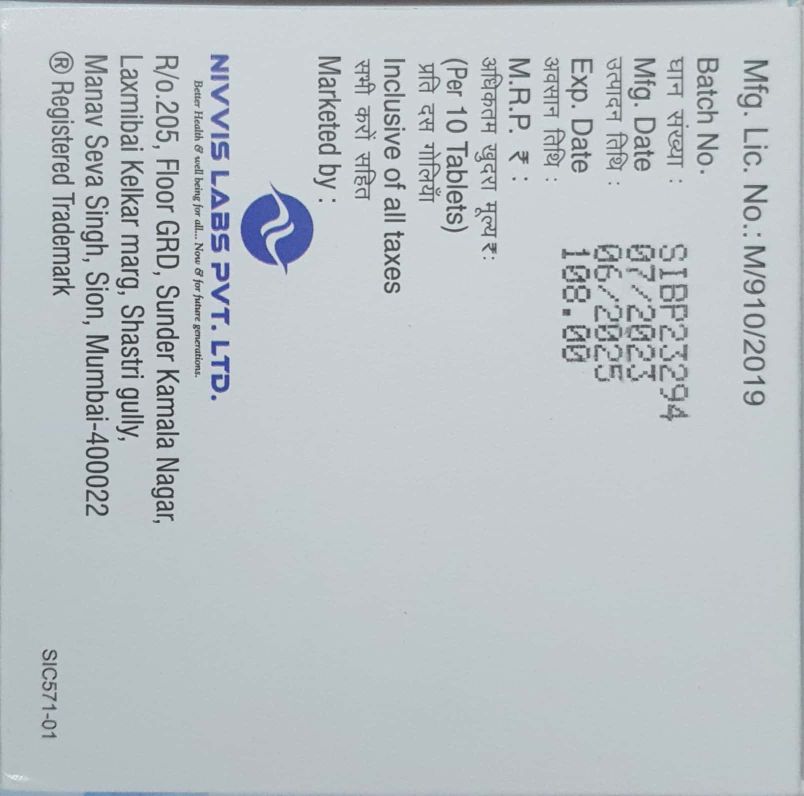 Mfg. Lic. No.: M/910/2019
Batch No.
घान संख्या : SIBP23294
Mfg. Date 07/2023
उत्पादन तिथि : 06/2025
Exp. Date 108.00
अवसान तिथि :
M.R.P. ₹ :
अधिकतम खुदरा मूल्य ₹:
(Per 10 Tablets)
प्रति दस गोलियाँ
Inclusive of all taxes
सभी करों सहित
Marketed by :
NIVVIS LABS PVT. LTD.
Better Health & well being for all... Now & for future generations.
R/o.205, Floor GRD, Sunder Kamala Nagar,
Laxmibai Kelkar marg, Shastri gully,
Manav Seva Singh, Sion, Mumbai-400022
® Registered Trademark
SIC571-01